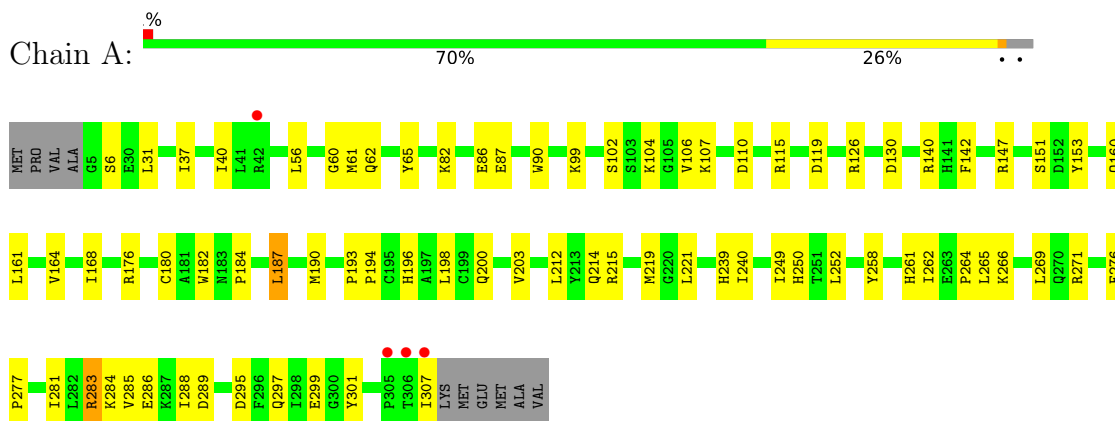 %
Chain A:
70% 26%
MET PRO VAL ALA G5 S6 E30 L31 I37 I40 L41 R42 L56 G60 M61 Q62 Y65 K82 E86 E87 W90 K99 S102 S103 K104 G105 V106 K107 D110 R115 D119 R126 D130 R140 H141 F142 R147 S151 D152 Y153
L161 V164 I168 R176 C180 A181 W182 N183 P184 L187 M190 P193 P194 C195 H196 A197 L198 C199 Q200 V203 L212 Y213 Q214 R215 M219 G220 L221 H239 I240 I249 H250 T251 L252 Y258 H261 I262 E263 P264 L265 K266 L269 Q270 R271
P277 I281 L282 R283 K284 V285 E286 K287 I288 D289 D295 F296 Q297 I298 E299 G300 Y301 P305 T306 I307 LYS MET GLU MET ALA VAL